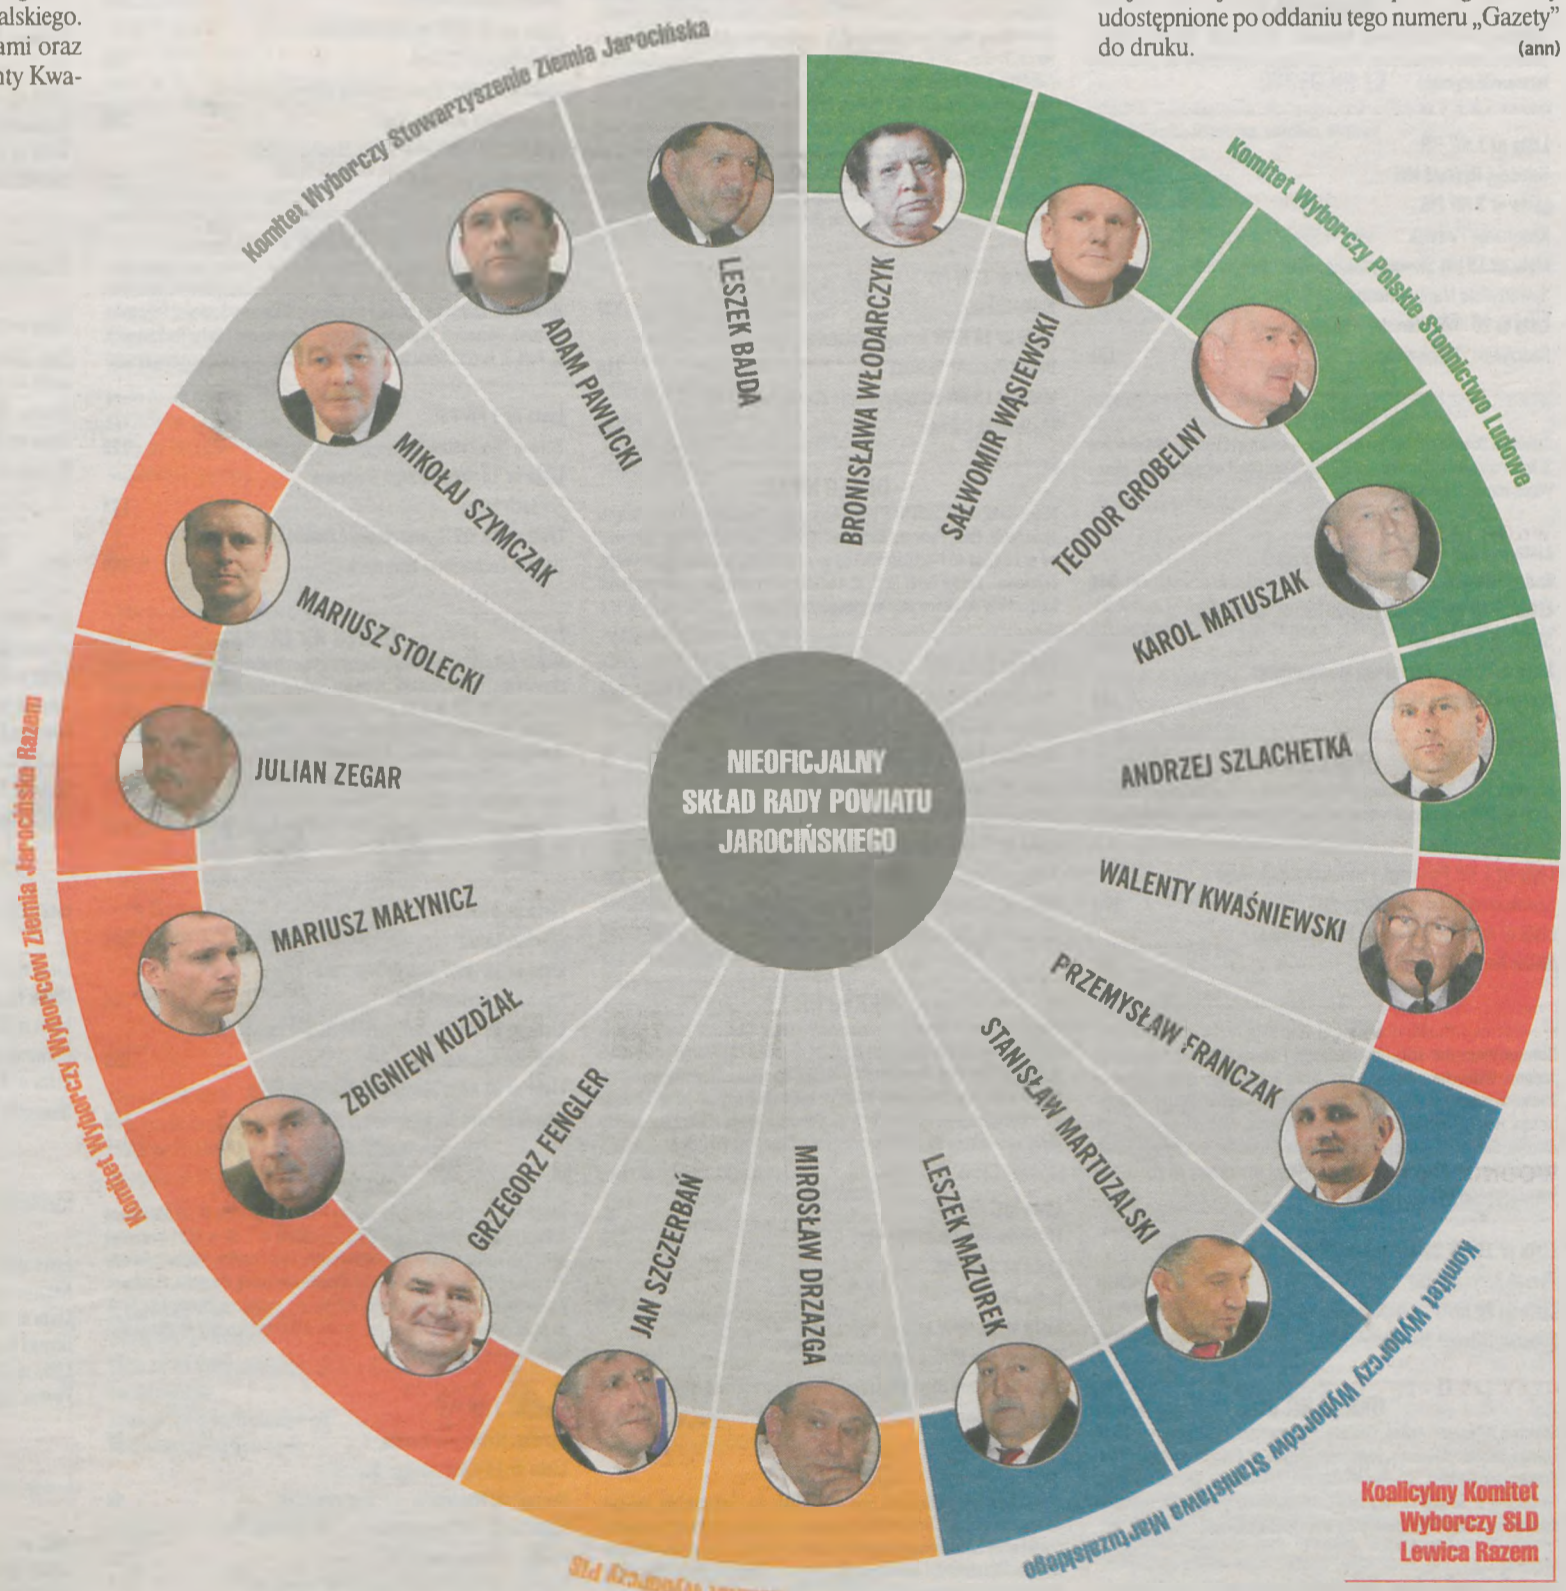 alskiego.
ami oraz
nty Kwa-
udostępnione po oddaniu tego numeru „Gazety”
do druku.
(ann)
Komitet Wyborczy Stowarzyszenie Ziemia Jarocińska
Komitet Wyborczy Polskie Stonnictwo Ludowe
LESZEK BAJDA
BRONISŁAWA WŁODARCZYK
SAŁWOMIR WĄSIEWSKI
TEODOR GROBELNY
KAROL MATUSZAK
ANDRZEJ SZLACHETKA
WALENTY KWAŚNIEWSKI
PRZEMYSŁAW FRANCZAK
STANISŁAW MARTUZALSKI
LESZEK MAZUREK
MIROSŁAW DRZAZGA
JAN SZCZERBAŃ
GRZEGORZ FENGLER
ZBIGNIEW KUZDŻAŁ
MARIUSZ MAŁYNICZ
JULIAN ZEGAR
MARIUSZ STOLECKI
MIKOŁAJ SZYMCZAK
ADAM PAWLICKI
NIEOFICJALNY
SKŁAD RADY POWIATU
JAROCIŃSKIEGO
Komitet Wyborczy Wyborców Ziemia Jarocińska Razem
Komitet Wyborczy Wyborców Stanisława Martuzalskiego
Wyborczy PIS
Koalicyjny Komitet
Wyborczy SLD
Lewica Razem